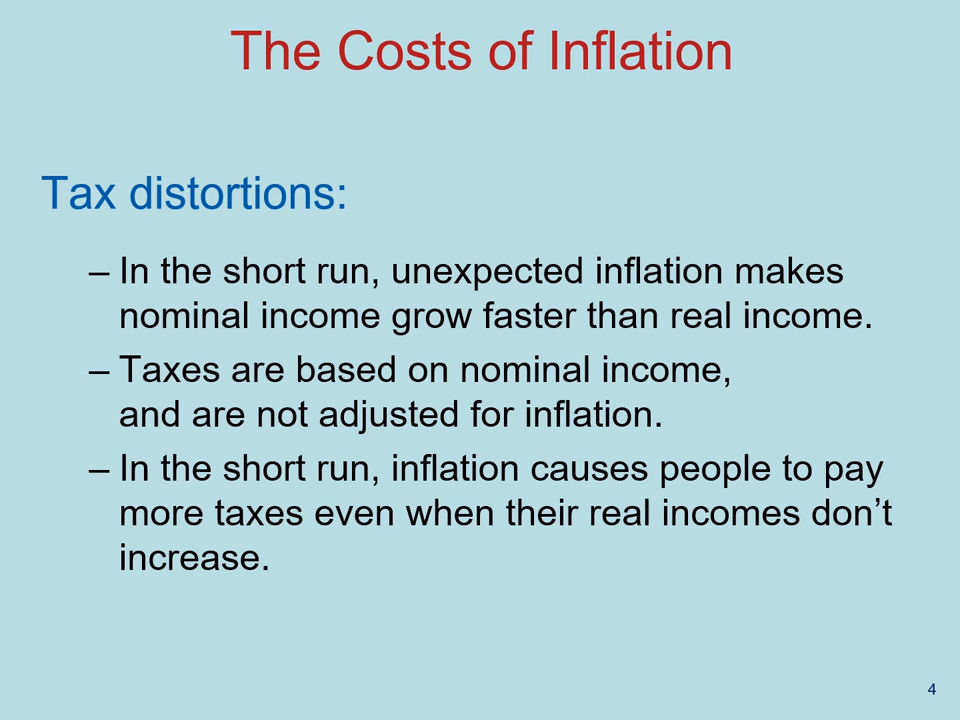 The Costs of Inflation
Tax distortions:
– In the short run, unexpected inflation makes
nominal income grow faster than real income.
– Taxes are based on nominal income,
and are not adjusted for inflation.
– In the short run, inflation causes people to pay
more taxes even when their real incomes don’t
increase.
4